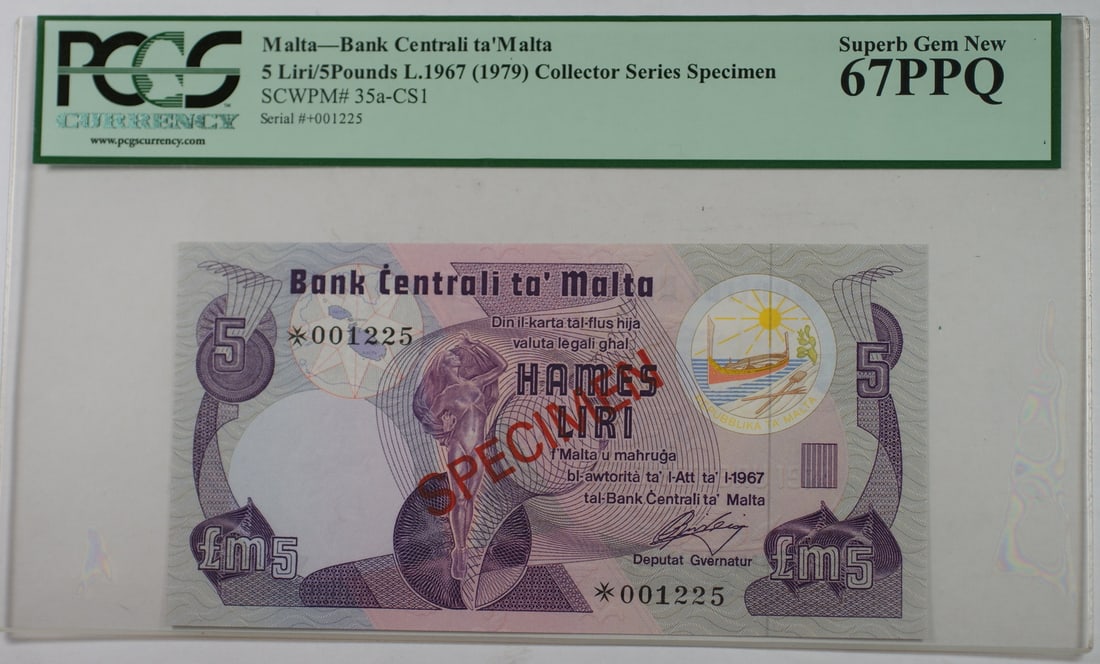 PCGS
CURRENCY
www.pcgscurrency.com
Malta—Bank Centrali ta'Malta
5 Liri/5Pounds L.1967 (1979) Collector Series Specimen
SCWPM# 35a-CS1
Serial #+001225
Superb Gem New
67PPQ
Bank Ċentrali ta' Malta
5
*001225
Din il-karta tal-flus hija
valuta legali ghal
ĦAMES
LIRI
SPECIMEN
5
REPUBBLIKA TA' MALTA
f'Malta u maħruġa
bl-awtorità ta' l-Att ta' l-1967
tal-Bank Ċentrali ta' Malta
Deputat Gvernatur
£m5
£m5
*001225